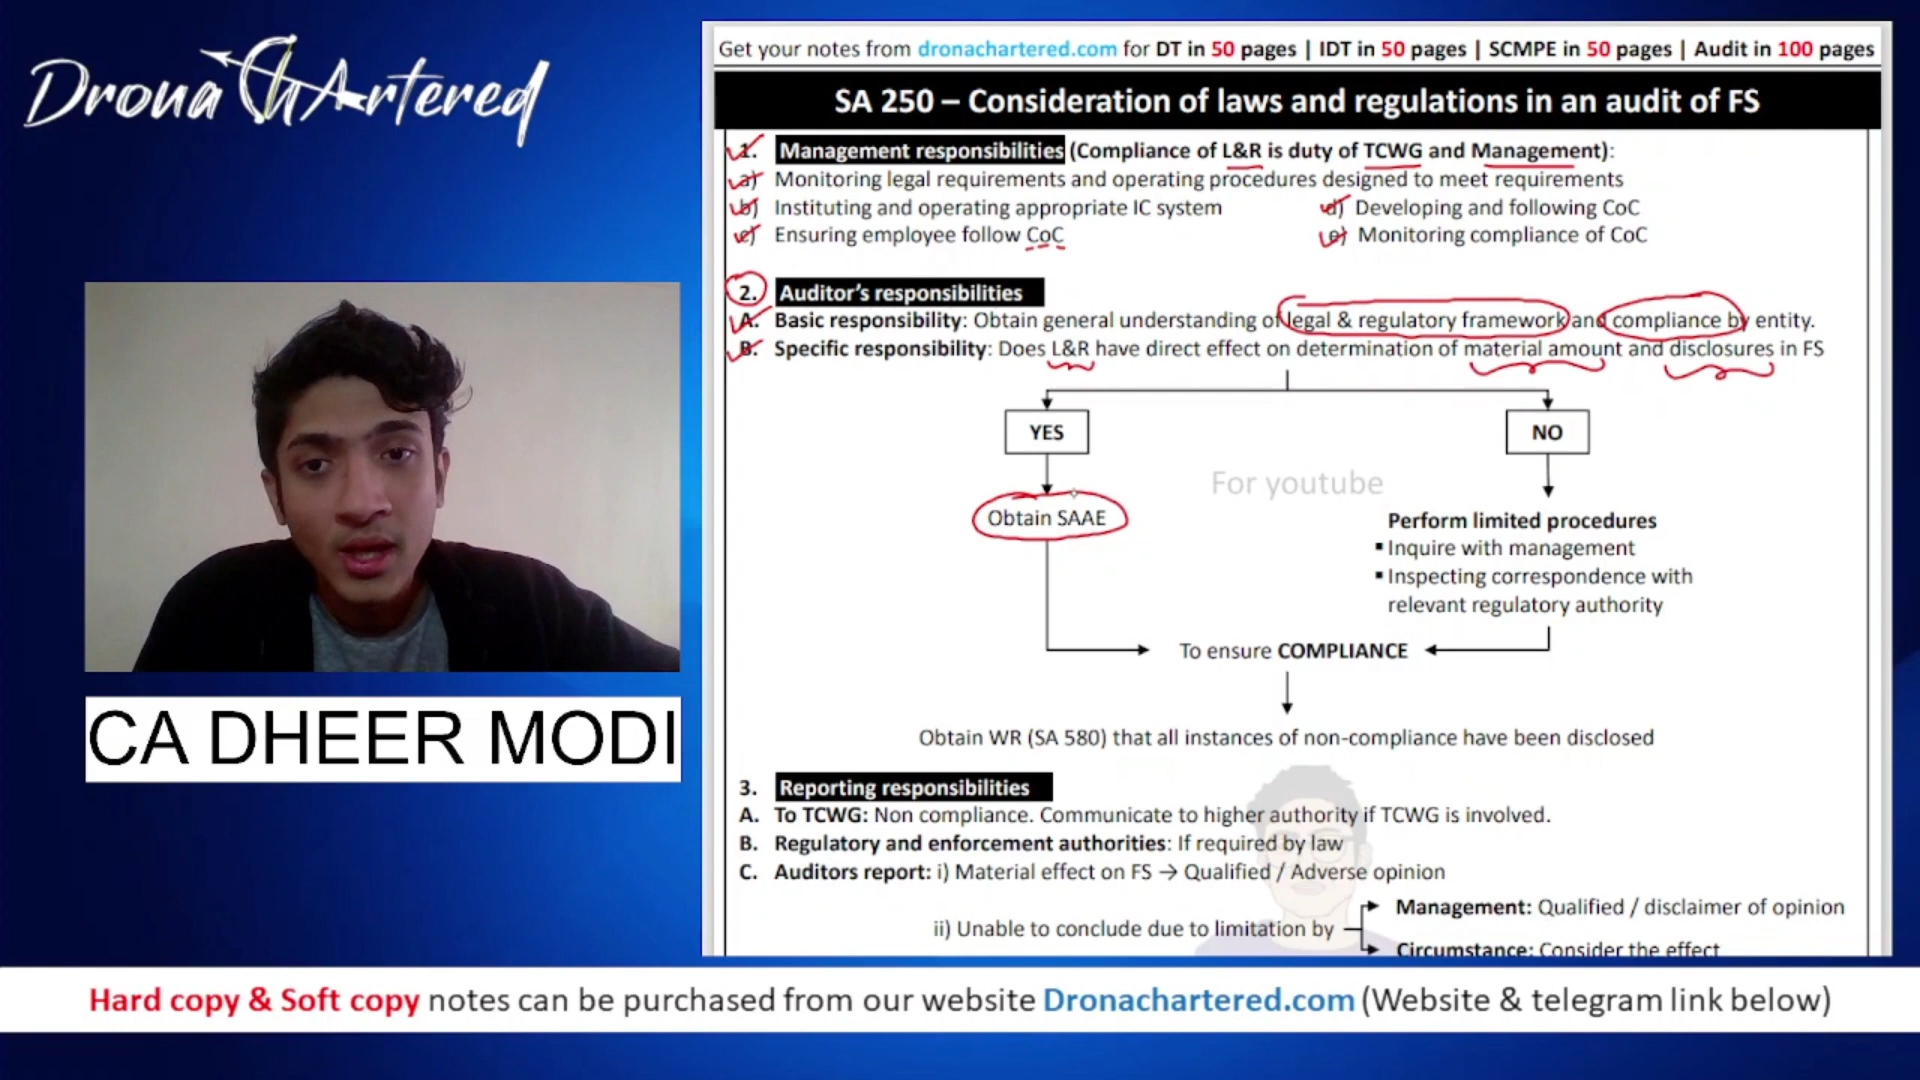 Drona Chartered
Get your notes from dronachartered.com for DT in 50 pages | IDT in 50 pages | SCMPE in 50 pages | Audit in 100 pages
SA 250 – Consideration of laws and regulations in an audit of FS
1. Management responsibilities (Compliance of L&R is duty of TCWG and Management):
a) Monitoring legal requirements and operating procedures designed to meet requirements
b) Instituting and operating appropriate IC system
d) Developing and following CoC
c) Ensuring employee follow CoC
e) Monitoring compliance of CoC
2. Auditor's responsibilities
A. Basic responsibility: Obtain general understanding of legal & regulatory framework and compliance by entity.
B. Specific responsibility: Does L&R have direct effect on determination of material amount and disclosures in FS
YES
NO
For youtube
Obtain SAAE
Perform limited procedures
▪ Inquire with management
▪ Inspecting correspondence with
relevant regulatory authority
To ensure COMPLIANCE
Obtain WR (SA 580) that all instances of non-compliance have been disclosed
CA DHEER MODI
3. Reporting responsibilities
A. To TCWG: Non compliance. Communicate to higher authority if TCWG is involved.
B. Regulatory and enforcement authorities: If required by law
C. Auditors report: i) Material effect on FS → Qualified / Adverse opinion
Management: Qualified / disclaimer of opinion
ii) Unable to conclude due to limitation by
Circumstance: Consider the effect
Hard copy & Soft copy notes can be purchased from our website Dronachartered.com (Website & telegram link below)